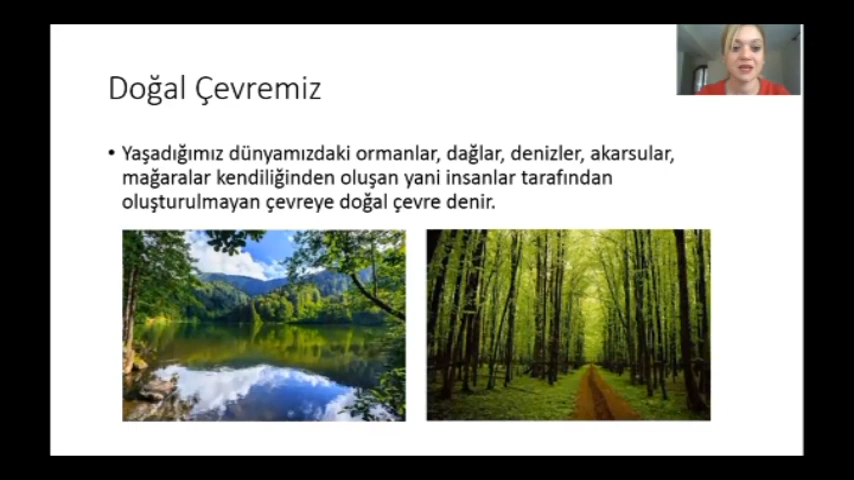 Doğal Çevremiz
• Yaşadığımız dünyamızdaki ormanlar, dağlar, denizler, akarsular,
mağaralar kendiliğinden oluşan yani insanlar tarafından
oluşturulmayan çevreye doğal çevre denir.